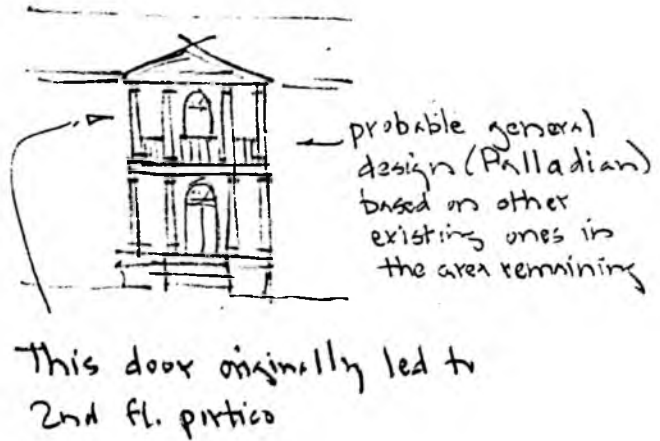 probable general
design (Palladian)
based on other
existing ones in
the area remaining
This door originally led to
2nd fl. portico